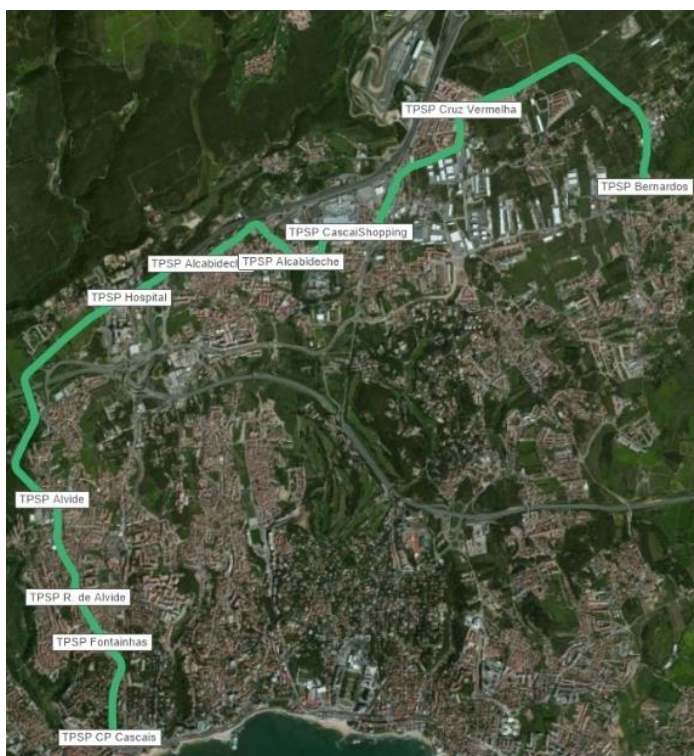 TPSP Cruz Vermelha
TPSP Bernardos
TPSP CascaiShopping
TPSP Alcabidech
TPSP Alcabideche
TPSP Hospital
TPSP Alvide
TPSP R. de Alvide
TPSP Fontainhas
TPSP CP Cascais